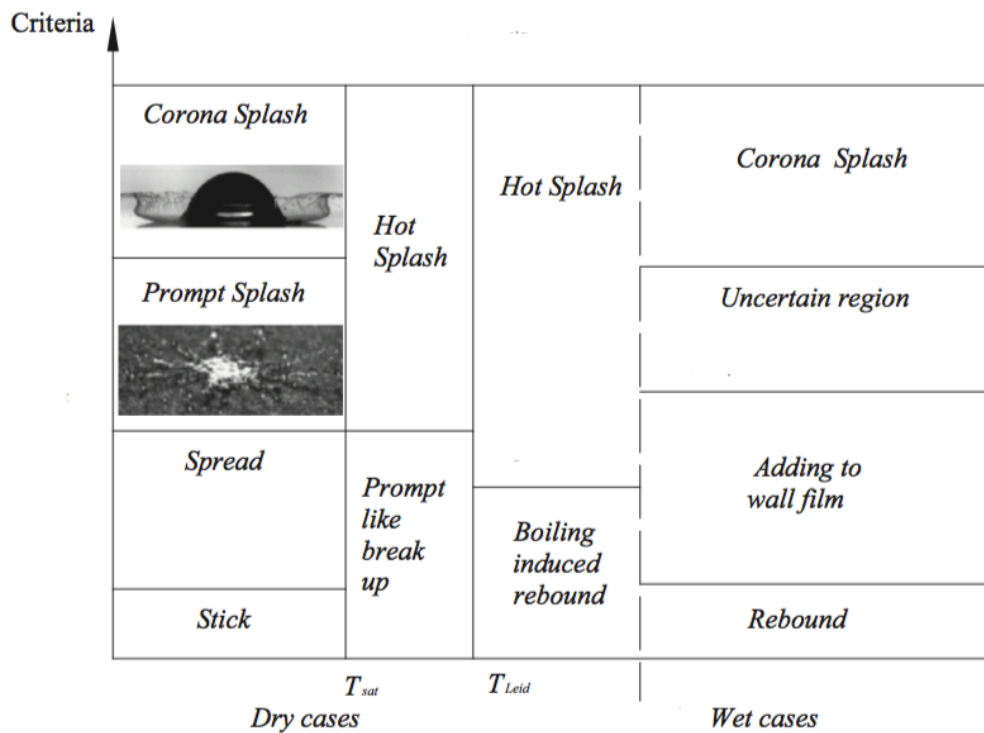 Criteria
Corona Splash
Prompt Splash
Spread
Stick
Hot
Splash
Prompt
like
break
up
Hot Splash
Boiling
induced
rebound
Corona Splash
Uncertain region
Adding to
wall film
Rebound
T sat
T Leid
Dry cases
Wet cases